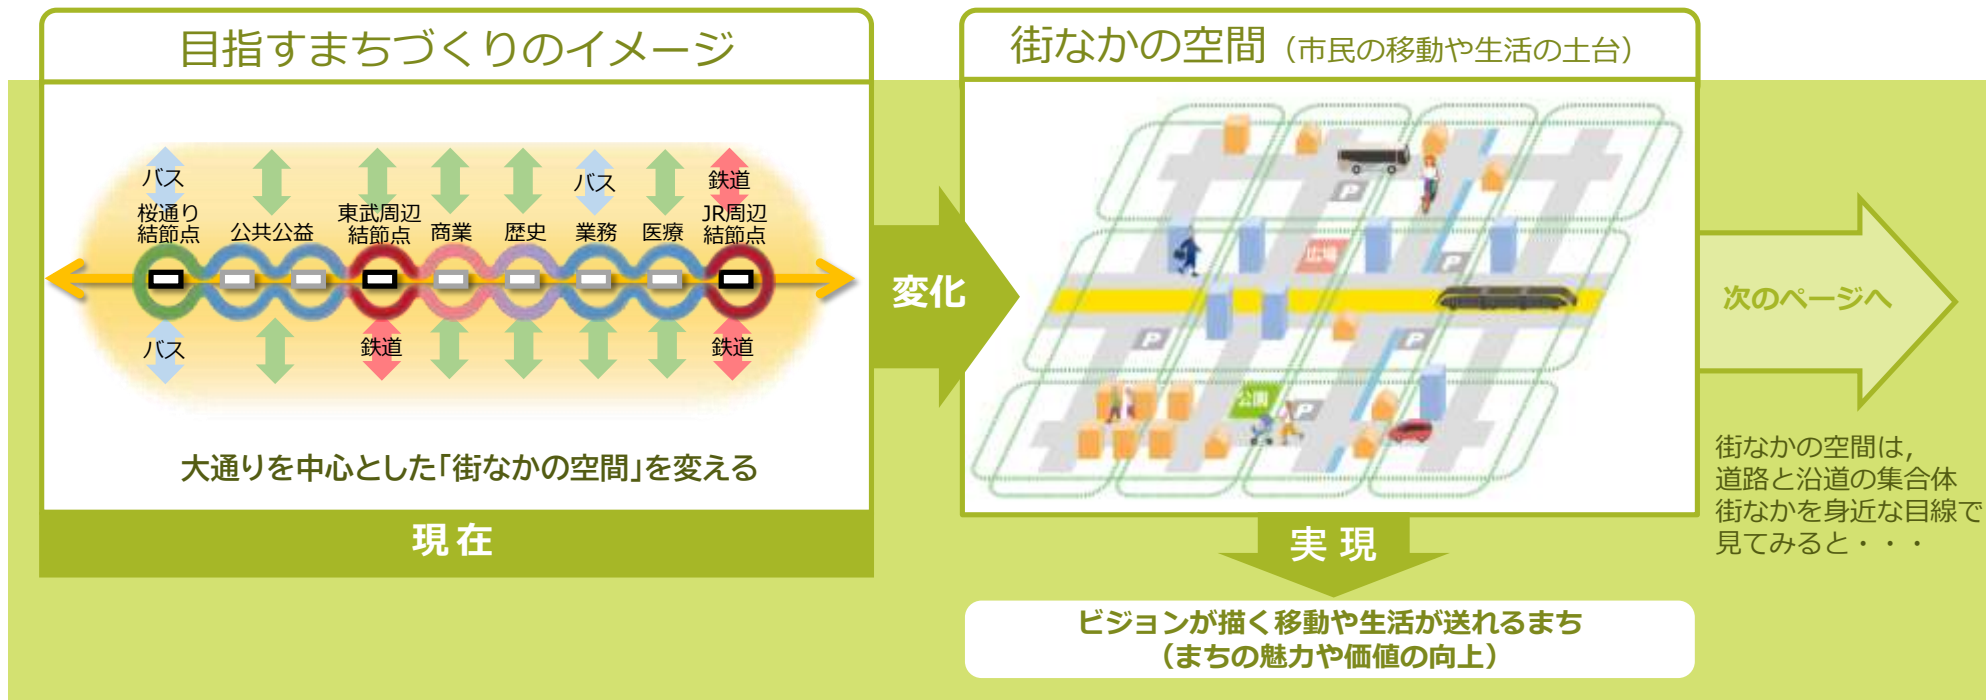 目指すまちづくりのイメージ
バス
バス
鉄道
桜通り
結節点
公共公益
東武周辺
結節点
商業
歴史
業務
医療
JR周辺
結節点
バス
鉄道
鉄道
大通りを中心とした「街なかの空間」を変える
現在
変化
街なかの空間（市民の移動や生活の土台）
P
広場
P
P
P
公園
P
実現
ビジョンが描く移動や生活が送れるまち
（まちの魅力や価値の向上）
次のページへ
街なかの空間は,
道路と沿道の集合体
街なかを身近な目線で
見てみると・・・